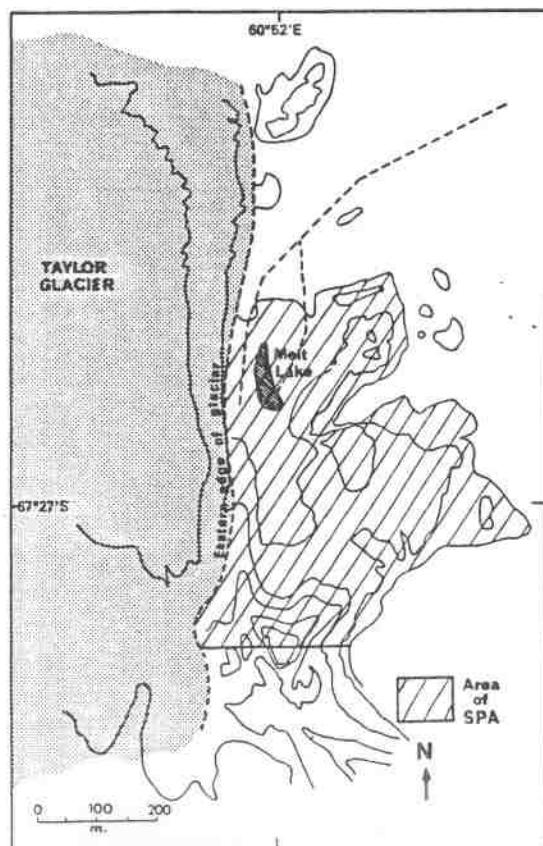 60°52'E
TAYLOR
GLACIER
Melt
Lake
Eastern edge of glacier
67°27'S
Area
of
SPA
N
0 100 200
m.